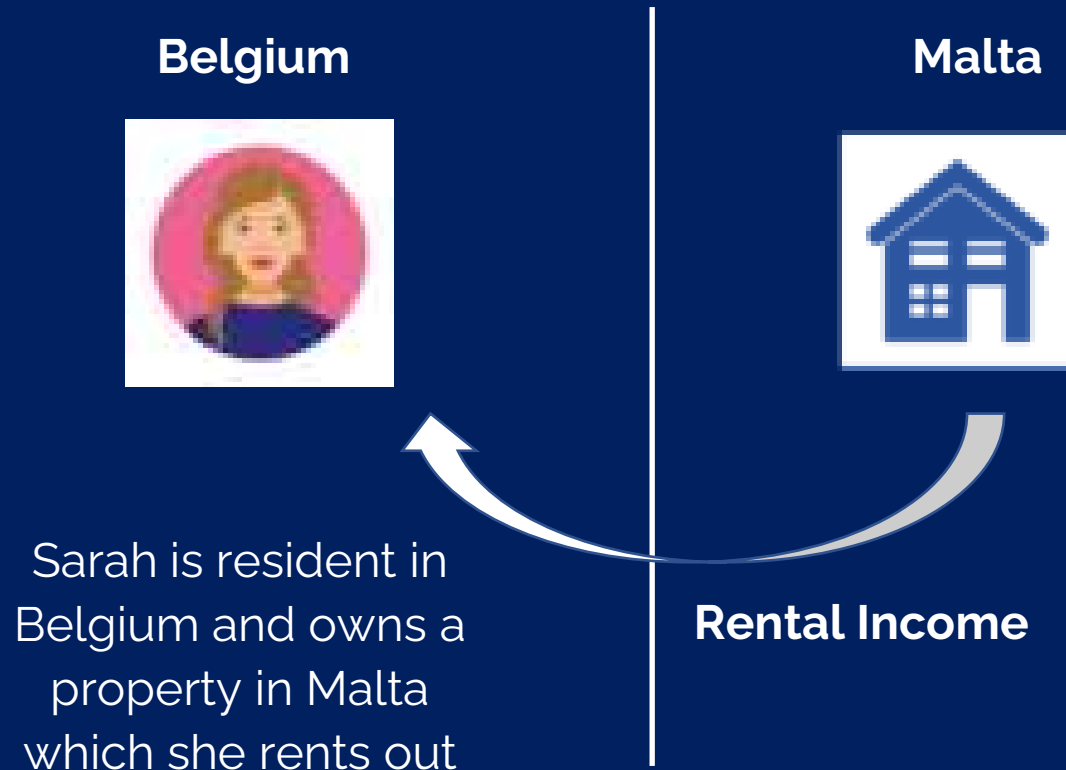 Belgium
Malta
Sarah is resident in
Belgium and owns a
property in Malta
which she rents out
Rental Income